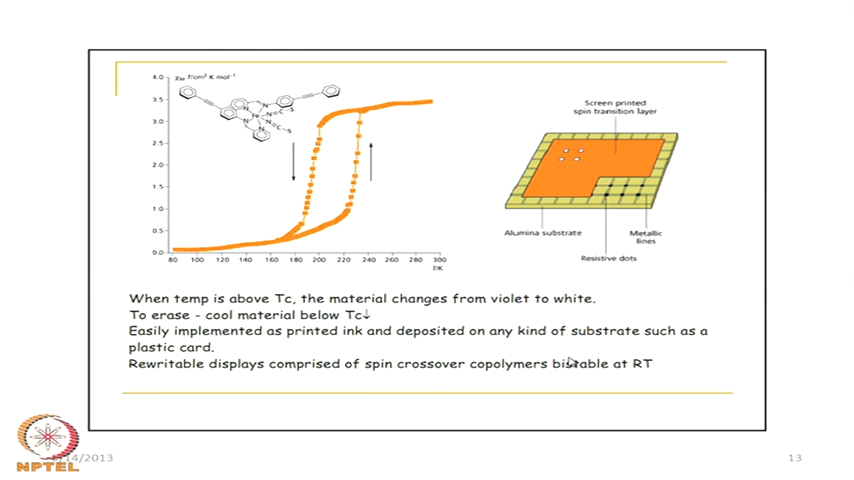 χM T/cm³ K mol⁻¹
4.0
3.5
3.0
2.5
2.0
1.5
1.0
0.5
0.0
80 100 120 140 160 180 200 220 240 260 280 300
T/K
Fe
N
N
N
N
N≡C-S
N≡C-S
Screen printed
spin transition layer
Alumina substrate
Metallic
lines
Resistive dots
When temp is above Tc, the material changes from violet to white.
To erase - cool material below Tc↓
Easily implemented as printed ink and deposited on any kind of substrate such as a
plastic card.
Rewritable displays comprised of spin crossover copolymers bistable at RT
NPTEL
/14/2013
13